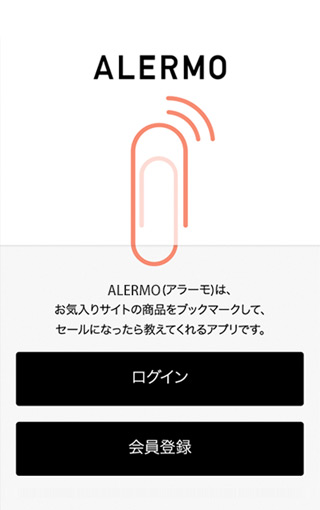 ALERMO
ALERMO(アラーモ)は、
お気入りサイトの商品をブックマークして、
セールになったら教えてくれるアプリです。
ログイン
会員登録